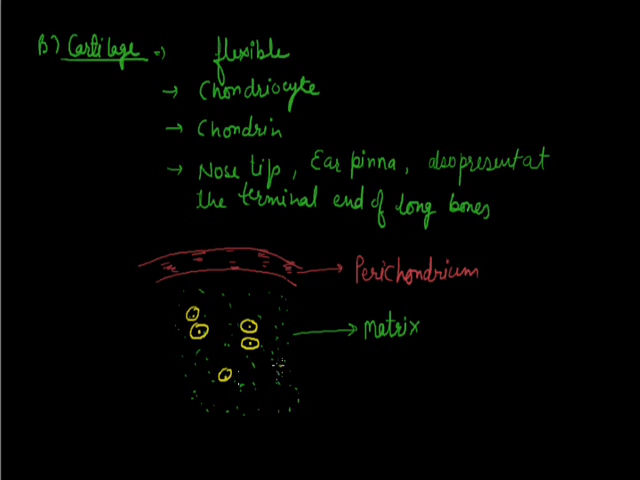 B) Cartilage => flexible
→ Chondriocyte
→ Chondrin
→ Nose tip, Ear pinna, also present at
the terminal end of long bones
→ Perichondrium
→ Matrix